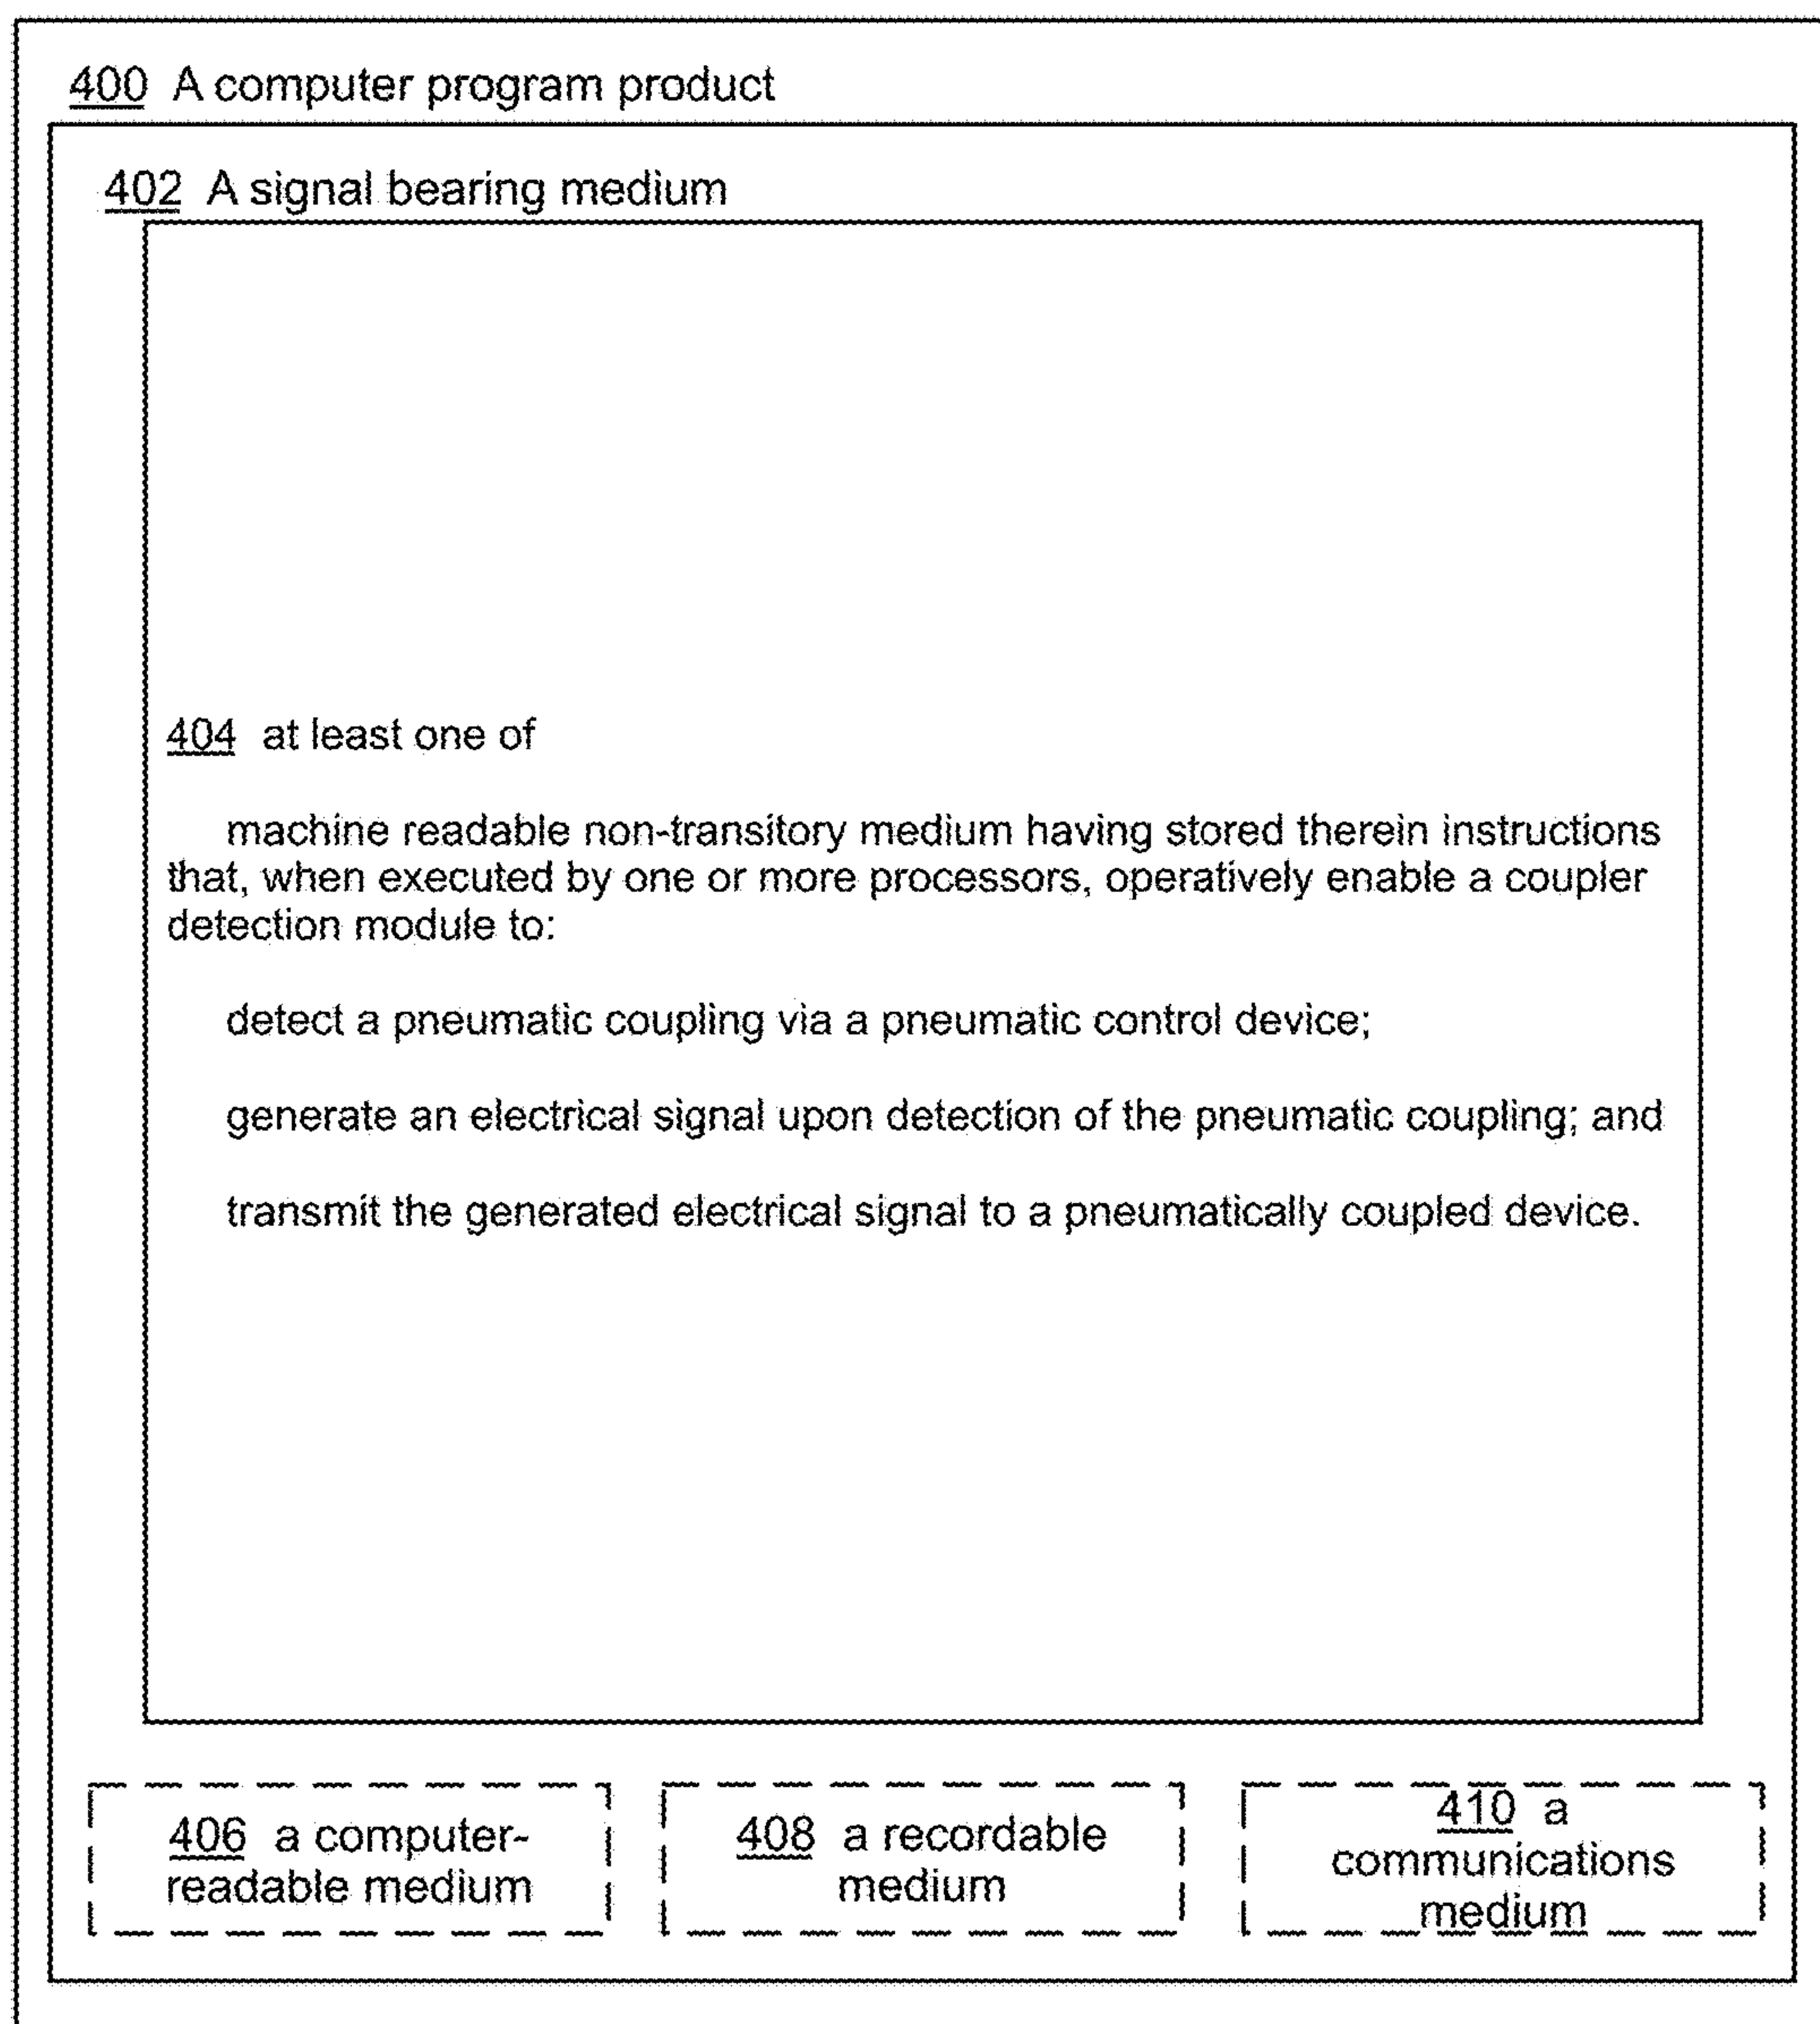 400 A computer program product
402 A signal bearing medium
404 at least one of
machine readable non-transitory medium having stored therein instructions
that, when executed by one or more processors, operatively enable a coupler
detection module to:
detect a pneumatic coupling via a pneumatic control device;
generate an electrical signal upon detection of the pneumatic coupling; and
transmit the generated electrical signal to a pneumatically coupled device.
406 a computer-
readable medium
408 a recordable
medium
410 a
communications
medium